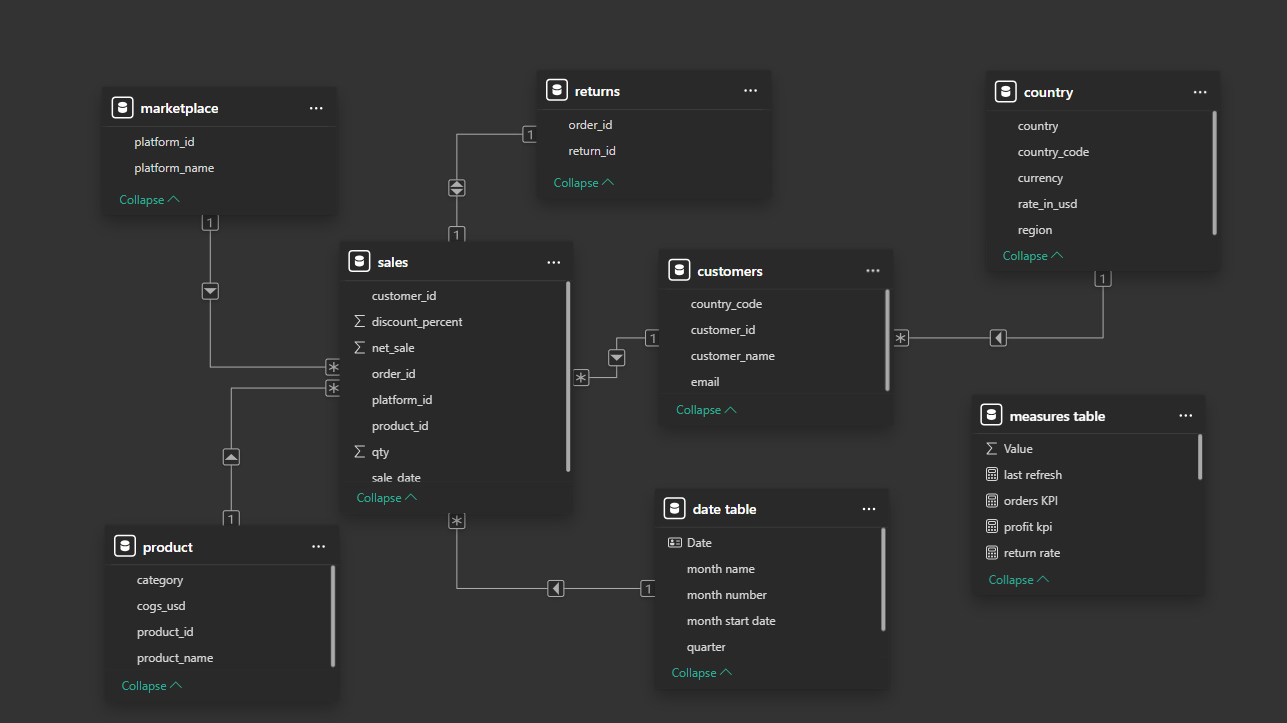 marketplace
platform_id
platform_name
Collapse
1
returns
order_id
return_id
Collapse
1
1
country
country
country_code
currency
rate_in_usd
region
Collapse
1
sales
customer_id
discount_percent
net_sale
order_id
platform_id
product_id
qty
sale_date
Collapse
*
*
*
*
customers
country_code
customer_id
customer_name
email
Collapse
1
*
measures table
Value
last refresh
orders KPI
profit kpi
return rate
Collapse
product
category
cogs_usd
product_id
product_name
Collapse
1
date table
Date
month name
month number
month start date
quarter
Collapse
1